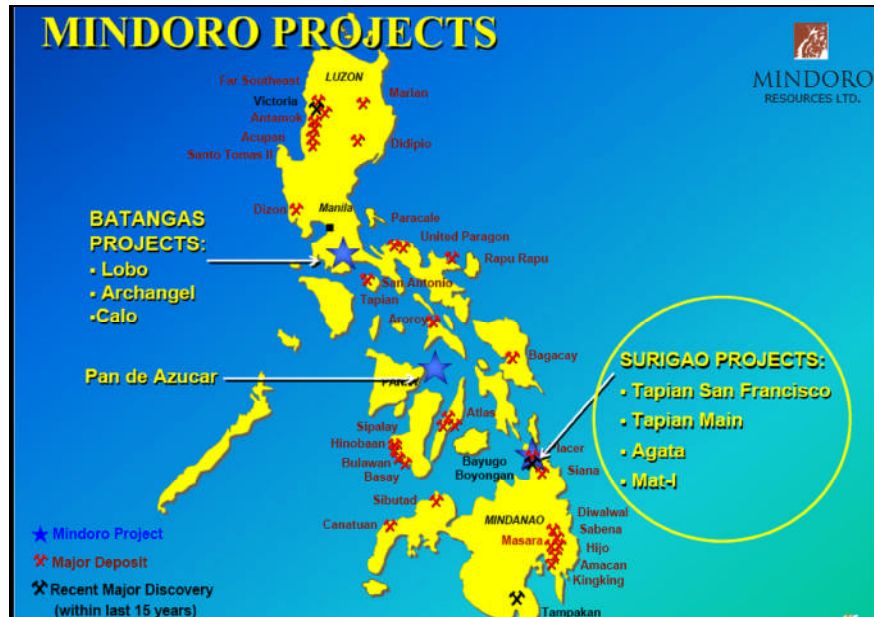 MINDORO PROJECTS
MINDORO
RESOURCES LTD.
LUZON
Far Southeast
Marian
Victoria
Antamok
Acupan
Didipio
Santo Tomas II
Dizon
Manila
Paracale
BATANGAS
PROJECTS:
- Lobo
- Archangel
-Calo
United Paragon
Rapu Rapu
San Antonio
Tapian
Aroroy
Bagacay
Pan de Azucar
SURIGAO PROJECTS:
- Tapian San Francisco
- Tapian Main
- Agata
- Mat-I
Atlas
Sipalay
Hinobaan
Bulawan
Basay
Bayugo
Boyongan
Siana
Sibutad
Canatuan
MINDANAO
Diwalwal
Sabena
Masara
Hijo
Amacan
Kingking
Tampakan
Mindoro Project
Major Deposit
Recent Major Discovery
(within last 15 years)